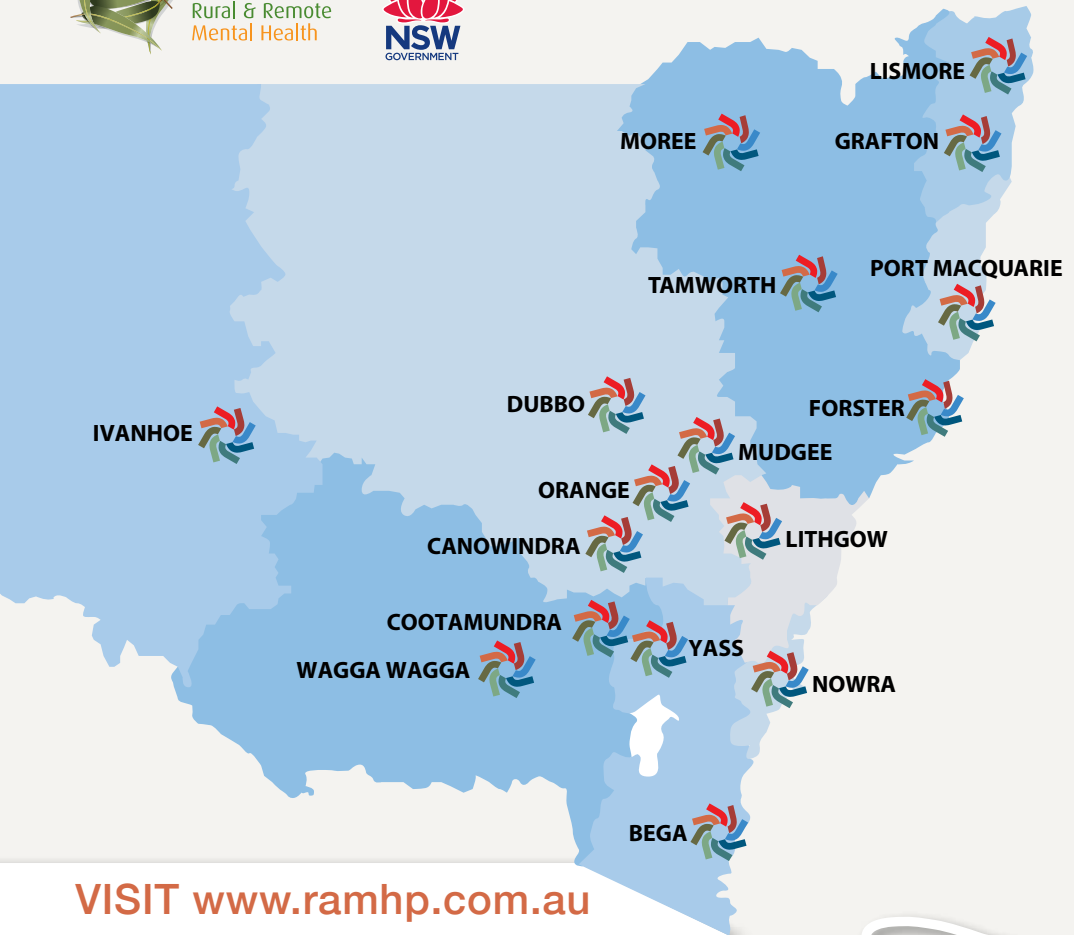 Rural & Remote
Mental Health
NSW
GOVERNMENT
LISMORE
MOREE
GRAFTON
PORT MACQUARIE
TAMWORTH
DUBBO
FORSTER
IVANHOE
MUDGEE
ORANGE
LITHGOW
CANOWINDRA
COOTAMUNDRA
YASS
WAGGA WAGGA
NOWRA
BEGA
VISIT www.ramhp.com.au